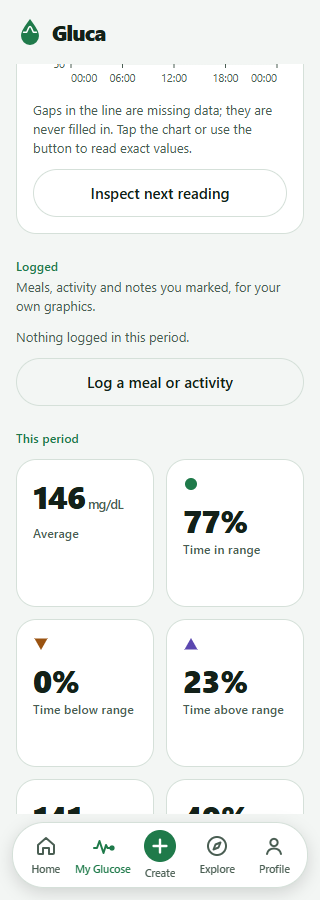 Gluca
00:00 06:00 12:00 18:00 00:00
Gaps in the line are missing data; they are
never filled in. Tap the chart or use the
button to read exact values.
Inspect next reading
Logged
Meals, activity and notes you marked, for your
own graphics.
Nothing logged in this period.
Log a meal or activity
This period
146 mg/dL
Average
77%
Time in range
0%
Time below range
23%
Time above range
Home
My Glucose
Create
Explore
Profile